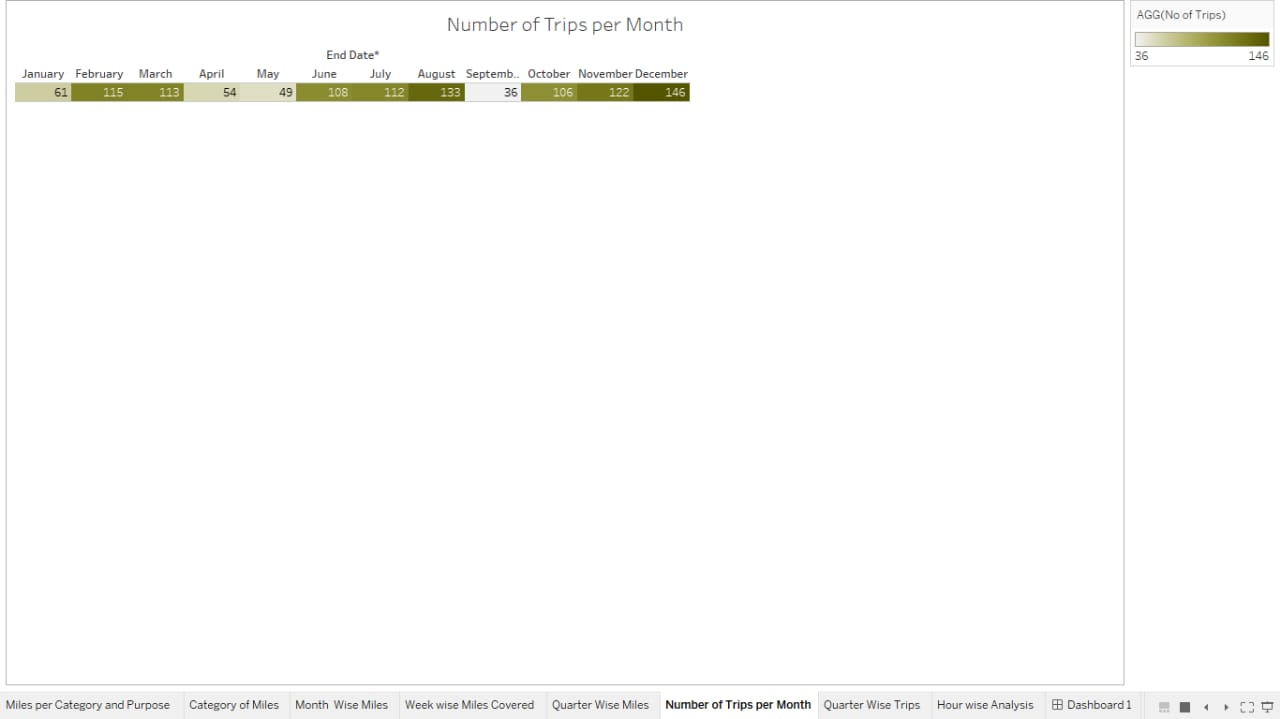 Number of Trips per Month
AGG(No of Trips)
36 146
End Date*
January February March April May June July August Septemb.. October November December
61 115 113 54 49 108 112 133 36 106 122 146
Miles per Category and Purpose Category of Miles Month Wise Miles Week wise Miles Covered Quarter Wise Miles Number of Trips per Month Quarter Wise Trips Hour wise Analysis Dashboard 1